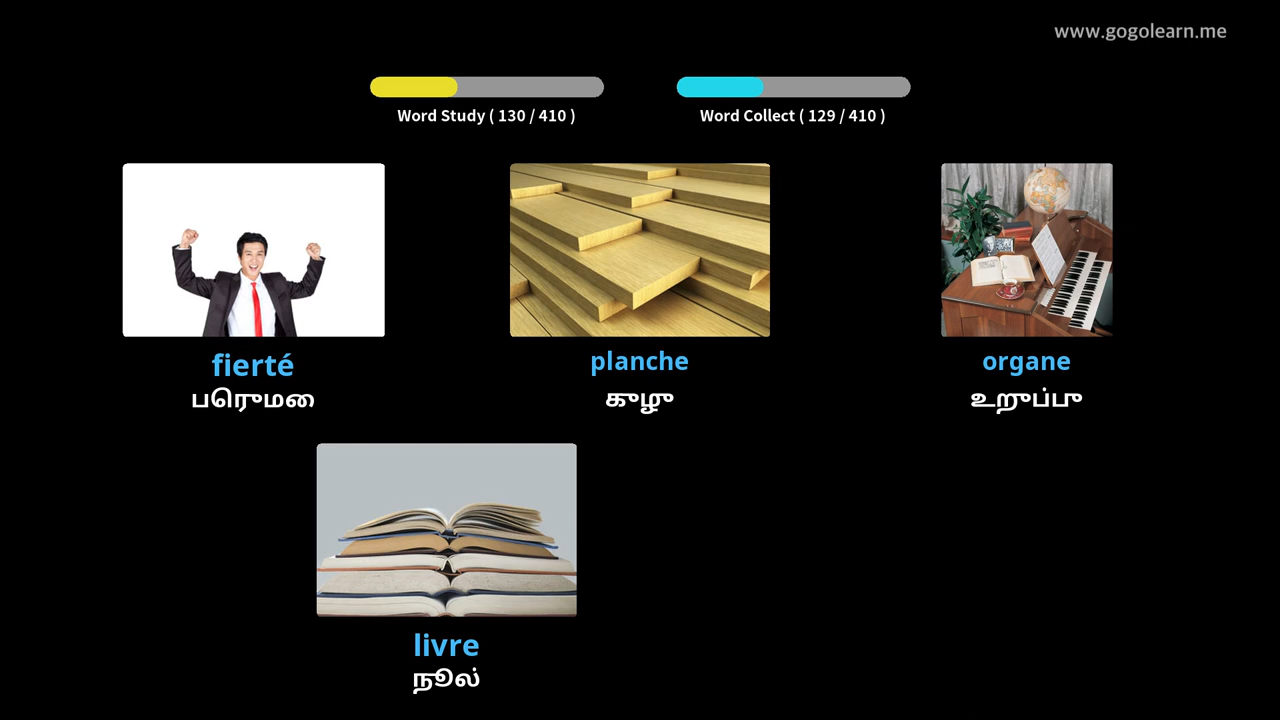 www.gogolearn.me
Word Study ( 130 / 410 )
Word Collect ( 129 / 410 )
fierté
பெருமை
planche
குழு
organe
உறுப்பு
livre
நூல்